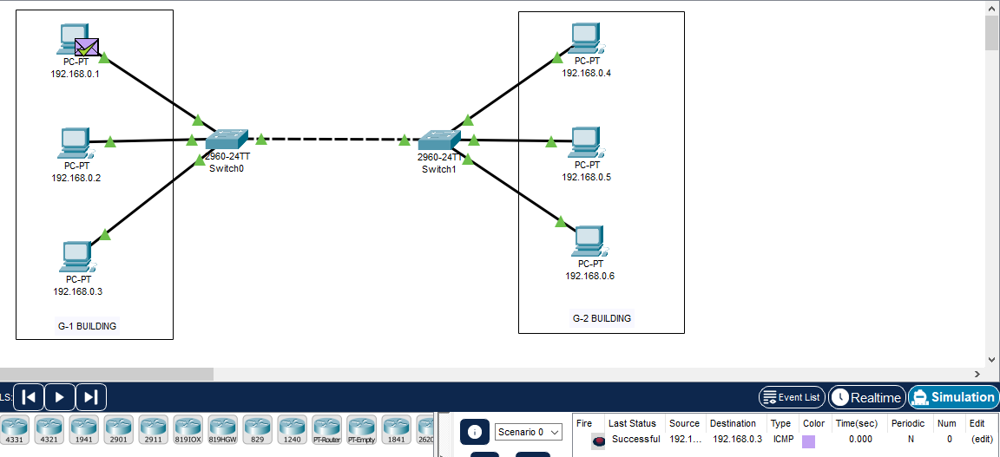 PC-PT
192.168.0.1
PC-PT
192.168.0.2
PC-PT
192.168.0.3
G-1 BUILDING
2960-24TT
Switch0
2960-24TT
Switch1
PC-PT
192.168.0.4
PC-PT
192.168.0.5
PC-PT
192.168.0.6
G-2 BUILDING
LS:
Event List
Realtime
Simulation
4331
4321
1941
2901
2911
819IOX
819HGW
829
1240
PT-Router
PT-Empty
1841
2620
Scenario 0
Fire Last Status Source Destination Type Color Time(sec) Periodic Num Edit
Successful 192.1... 192.168.0.3 ICMP 0.000 N 0 (edit)